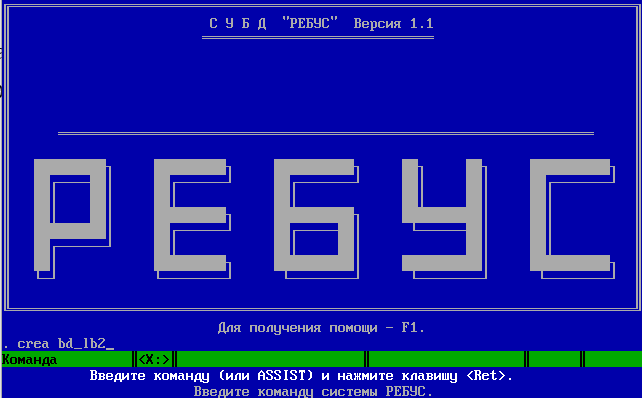 С У Б Д "РЕБУС" Версия 1.1
РЕБУС
Для получения помощи - F1.
. crea bd_lb2_
Команда <X:>
Введите команду (или ASSIST) и нажмите клавишу <Ret>.
Введите команду системы РЕБУС.